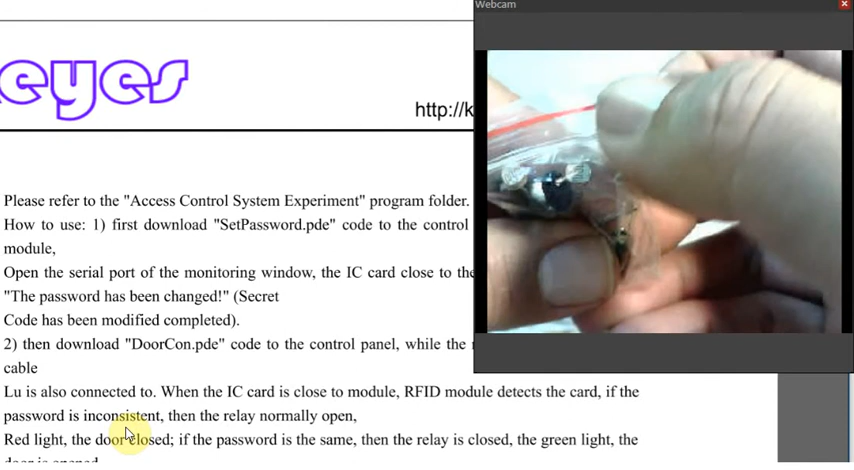 Webcam
eyes
http://k
Please refer to the "Access Control System Experiment" program folder.
How to use: 1) first download "SetPassword.pde" code to the control
module,
Open the serial port of the monitoring window, the IC card close to the
"The password has been changed!" (Secret
Code has been modified completed).
2) then download "DoorCon.pde" code to the control panel, while the
cable
Lu is also connected to. When the IC card is close to module, RFID module detects the card, if the
password is inconsistent, then the relay normally open,
Red light, the door closed; if the password is the same, then the relay is closed, the green light, the
door is opened